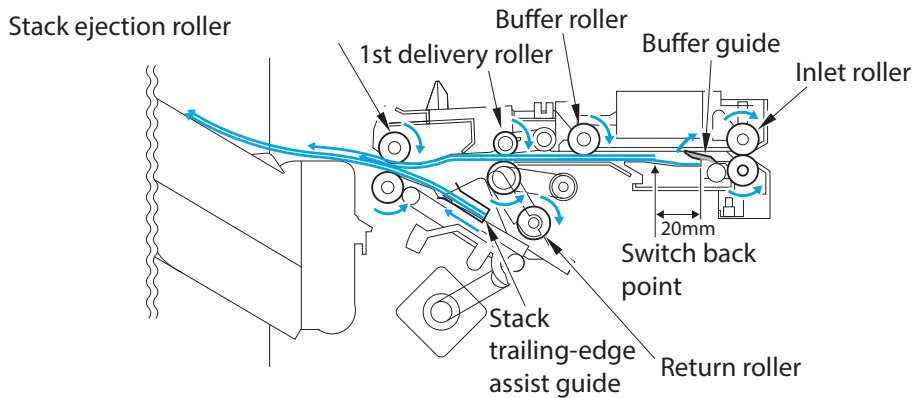 Stack ejection roller
1st delivery roller
Buffer roller
Buffer guide
Inlet roller
20mm
Switch back
point
Stack
trailing-edge
assist guide
Return roller